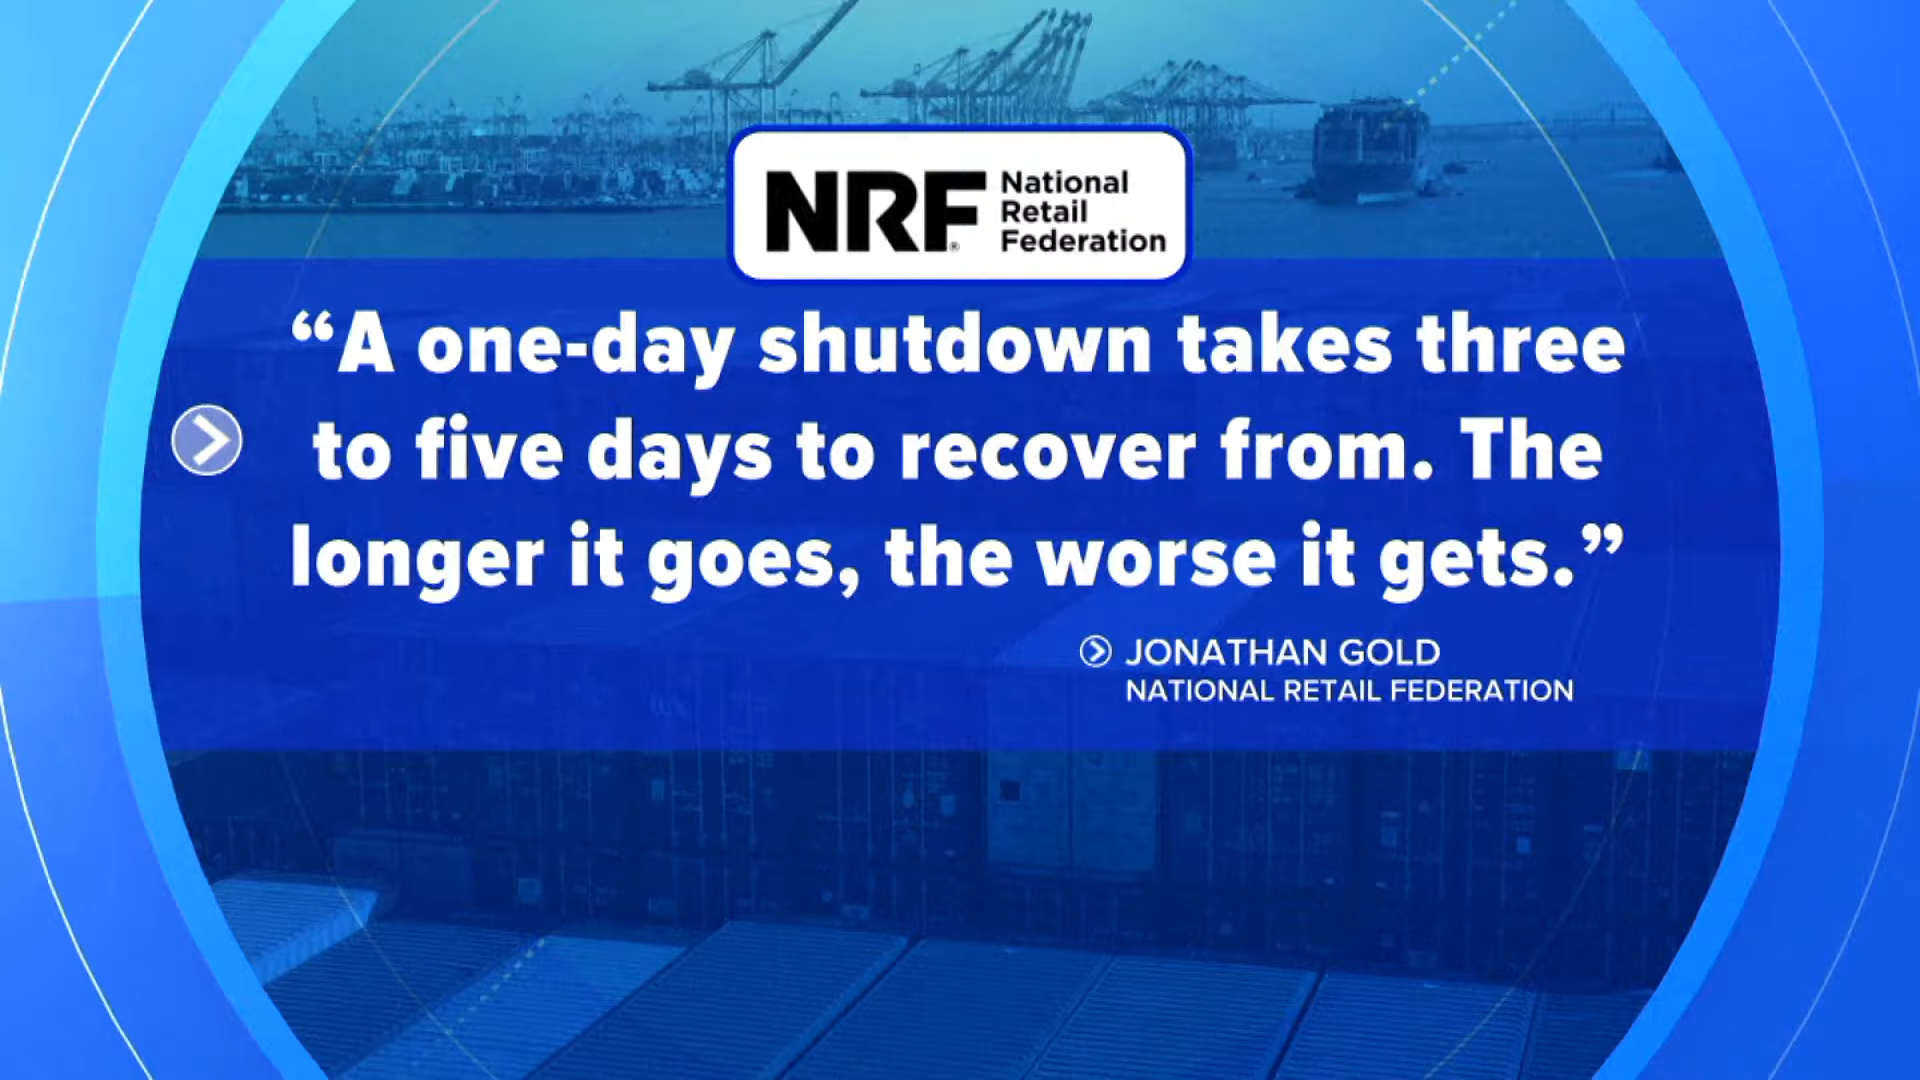 NRF®
National
Retail
Federation
“A one-day shutdown takes three
to five days to recover from. The
longer it goes, the worse it gets.”
JONATHAN GOLD
NATIONAL RETAIL FEDERATION